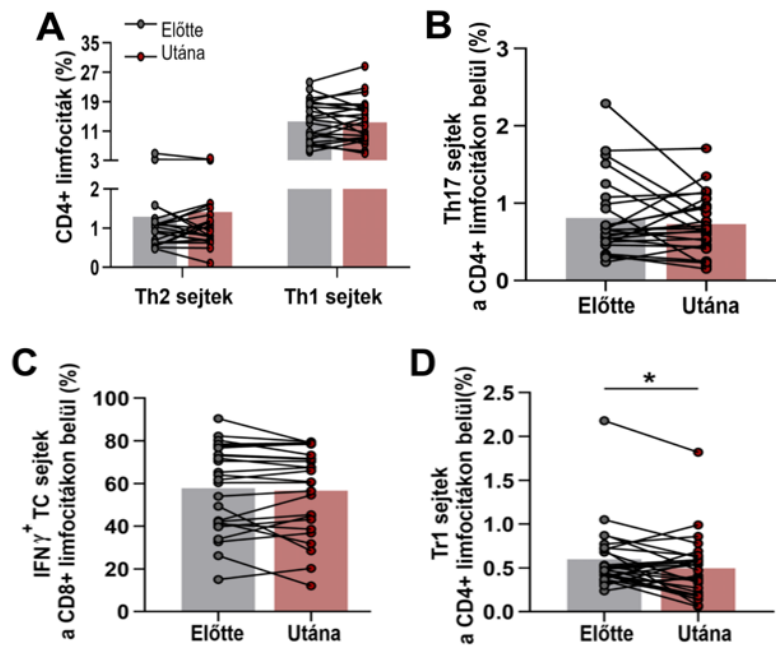 A
Előtte
Utána
CD4+ limfociták (%)
35
27
19
11
3
2
1
0
Th2 sejtek
Th1 sejtek
B
Th17 sejtek
a CD4+ limfocitákon belül (%)
3
2
1
0
Előtte
Utána
C
IFNγ+ TC sejtek
a CD8+ limfocitákon belül (%)
100
80
60
40
20
0
Előtte
Utána
D
*
Tr1 sejtek
a CD4+ limfocitákon belül(%)
2.5
2.0
1.5
1.0
0.5
0.0
Előtte
Utána